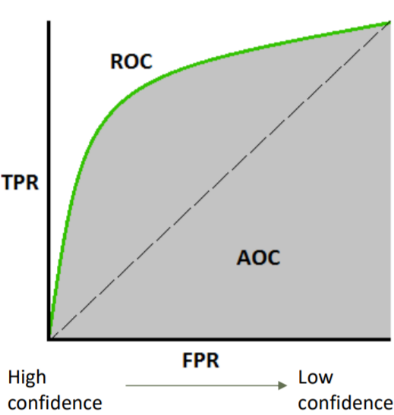 ROC
TPR
AOC
FPR
High
confidence
Low
confidence